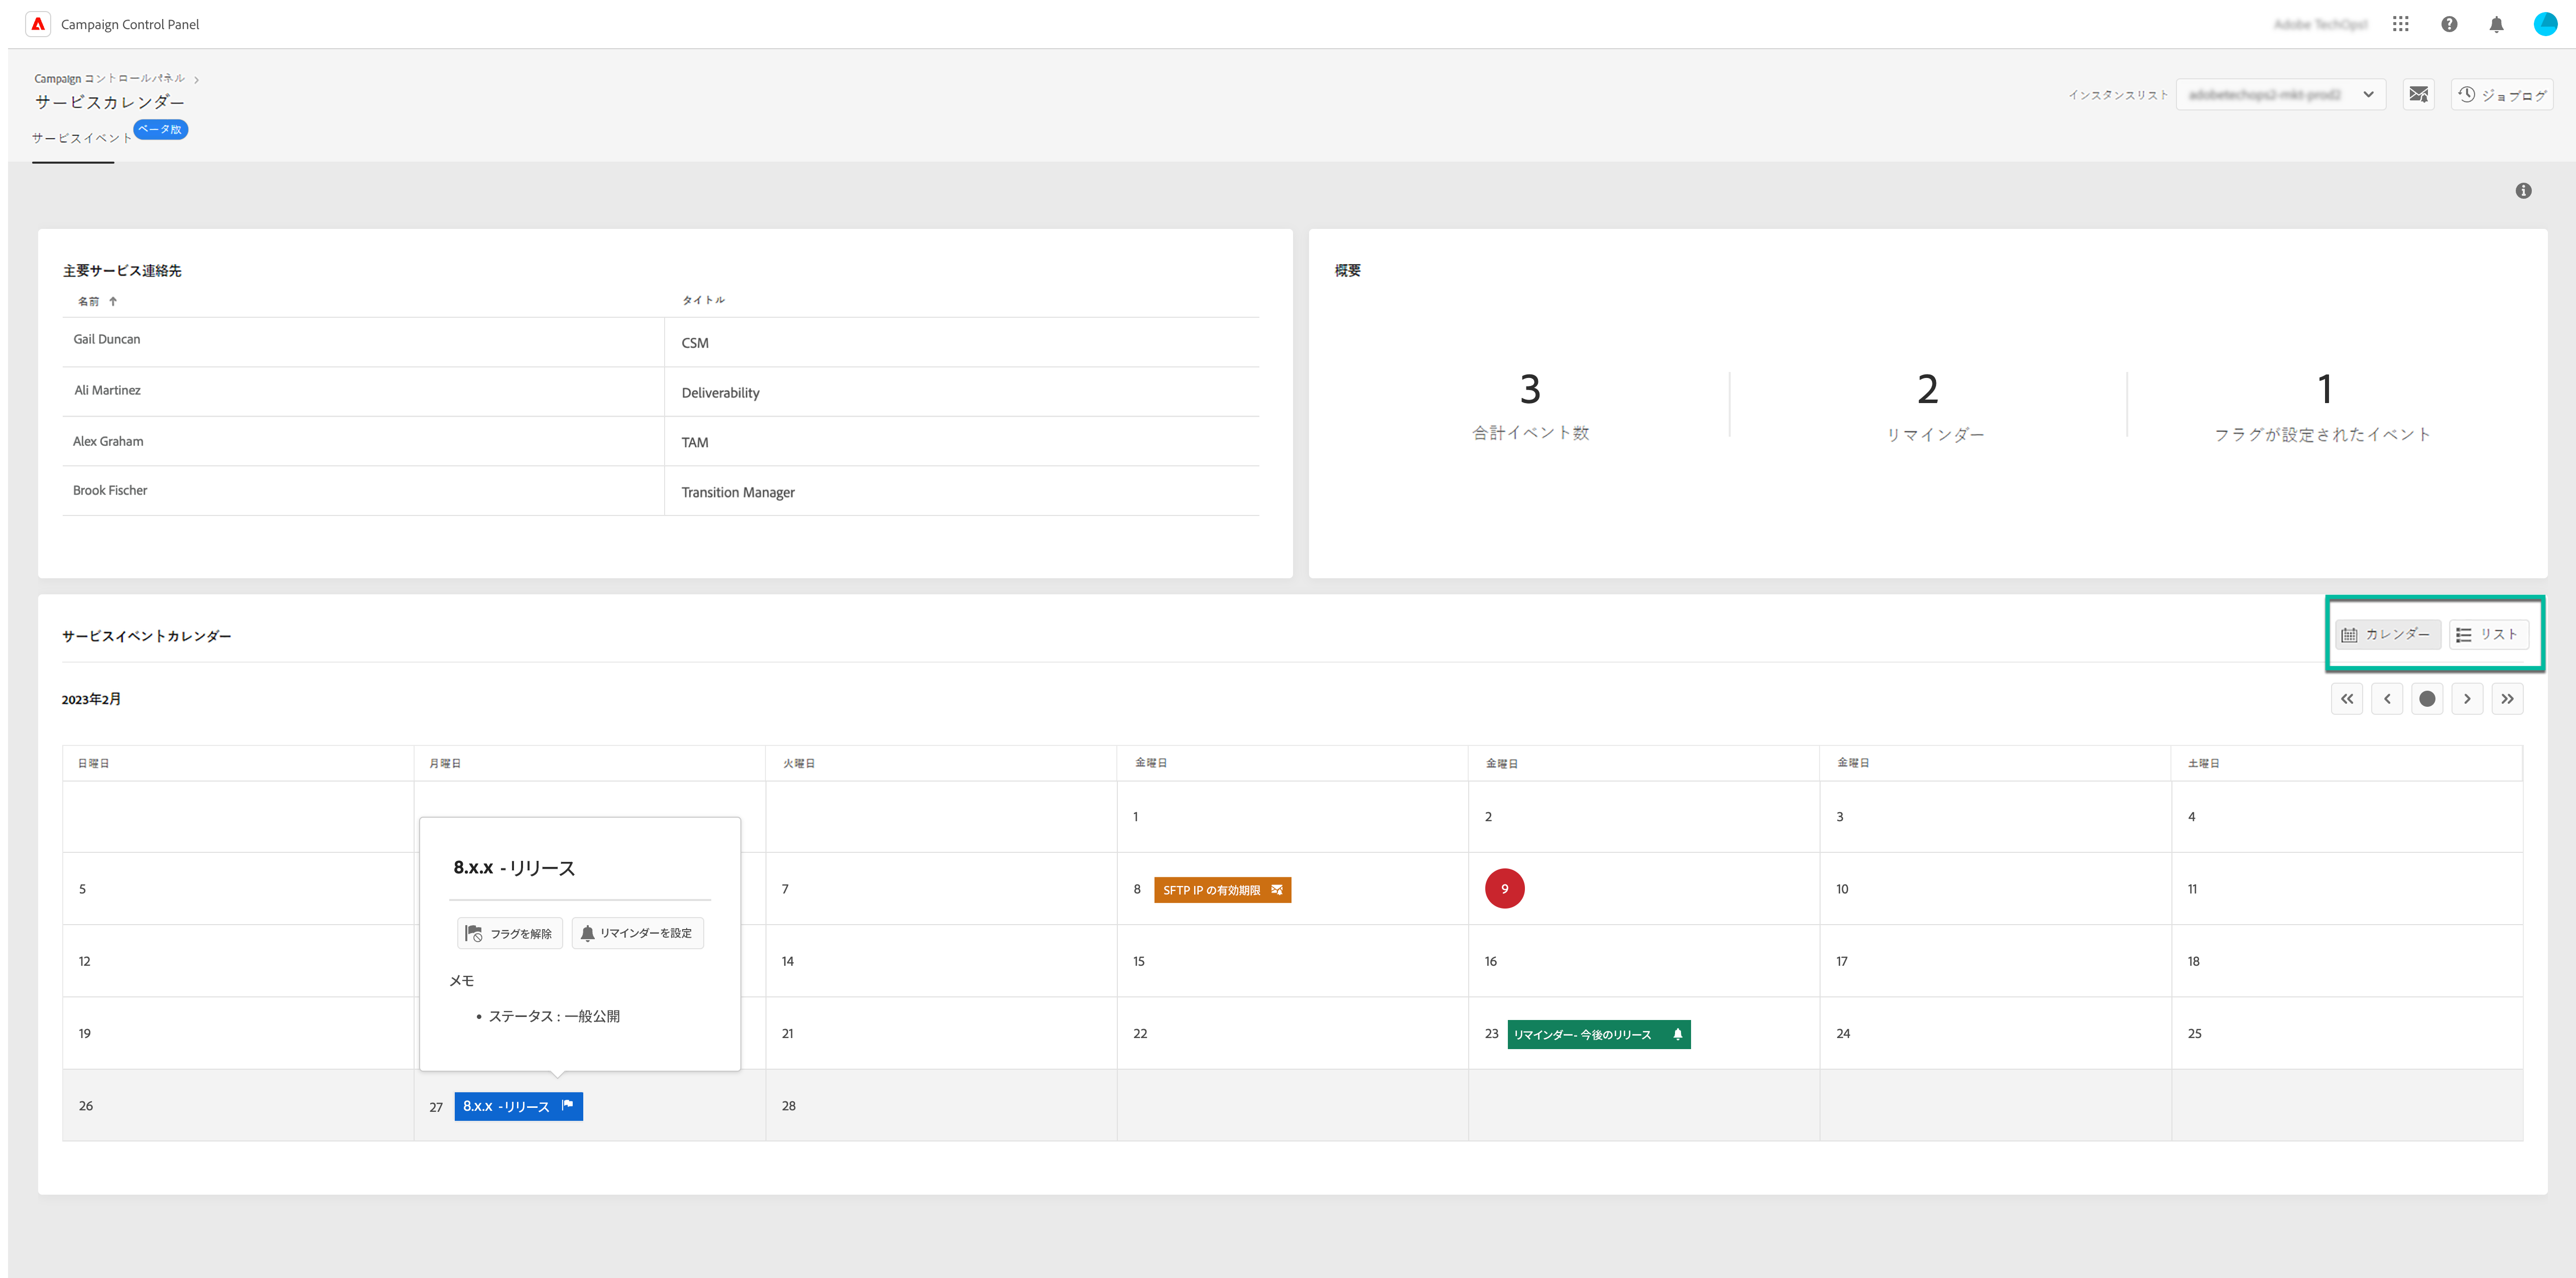 Campaign Control Panel
Campaign コントロールパネル
サービスカレンダー
サービスイベント ベータ版
インスタンスリスト
ジョブログ
主要サービス連絡先
名前 タイトル
Gail Duncan CSM
Ali Martinez Deliverability
Alex Graham TAM
Brook Fischer Transition Manager
概要
3 2 1
合計イベント数 リマインダー フラグが設定されたイベント
サービスイベントカレンダー
カレンダー リスト
2023年2月
日曜日 月曜日 火曜日 金曜日 金曜日 金曜日 土曜日
1 2 3 4
5 7 8 SFTP IP の有効期限 9 10 11
8.x.x - リリース
フラグを解除 リマインダーを設定
メモ
• ステータス : 一般公開
12 14 15 16 17 18
19 21 22 23 リマインダー- 今後のリリース 24 25
26 27 8.x.x -リリース 28